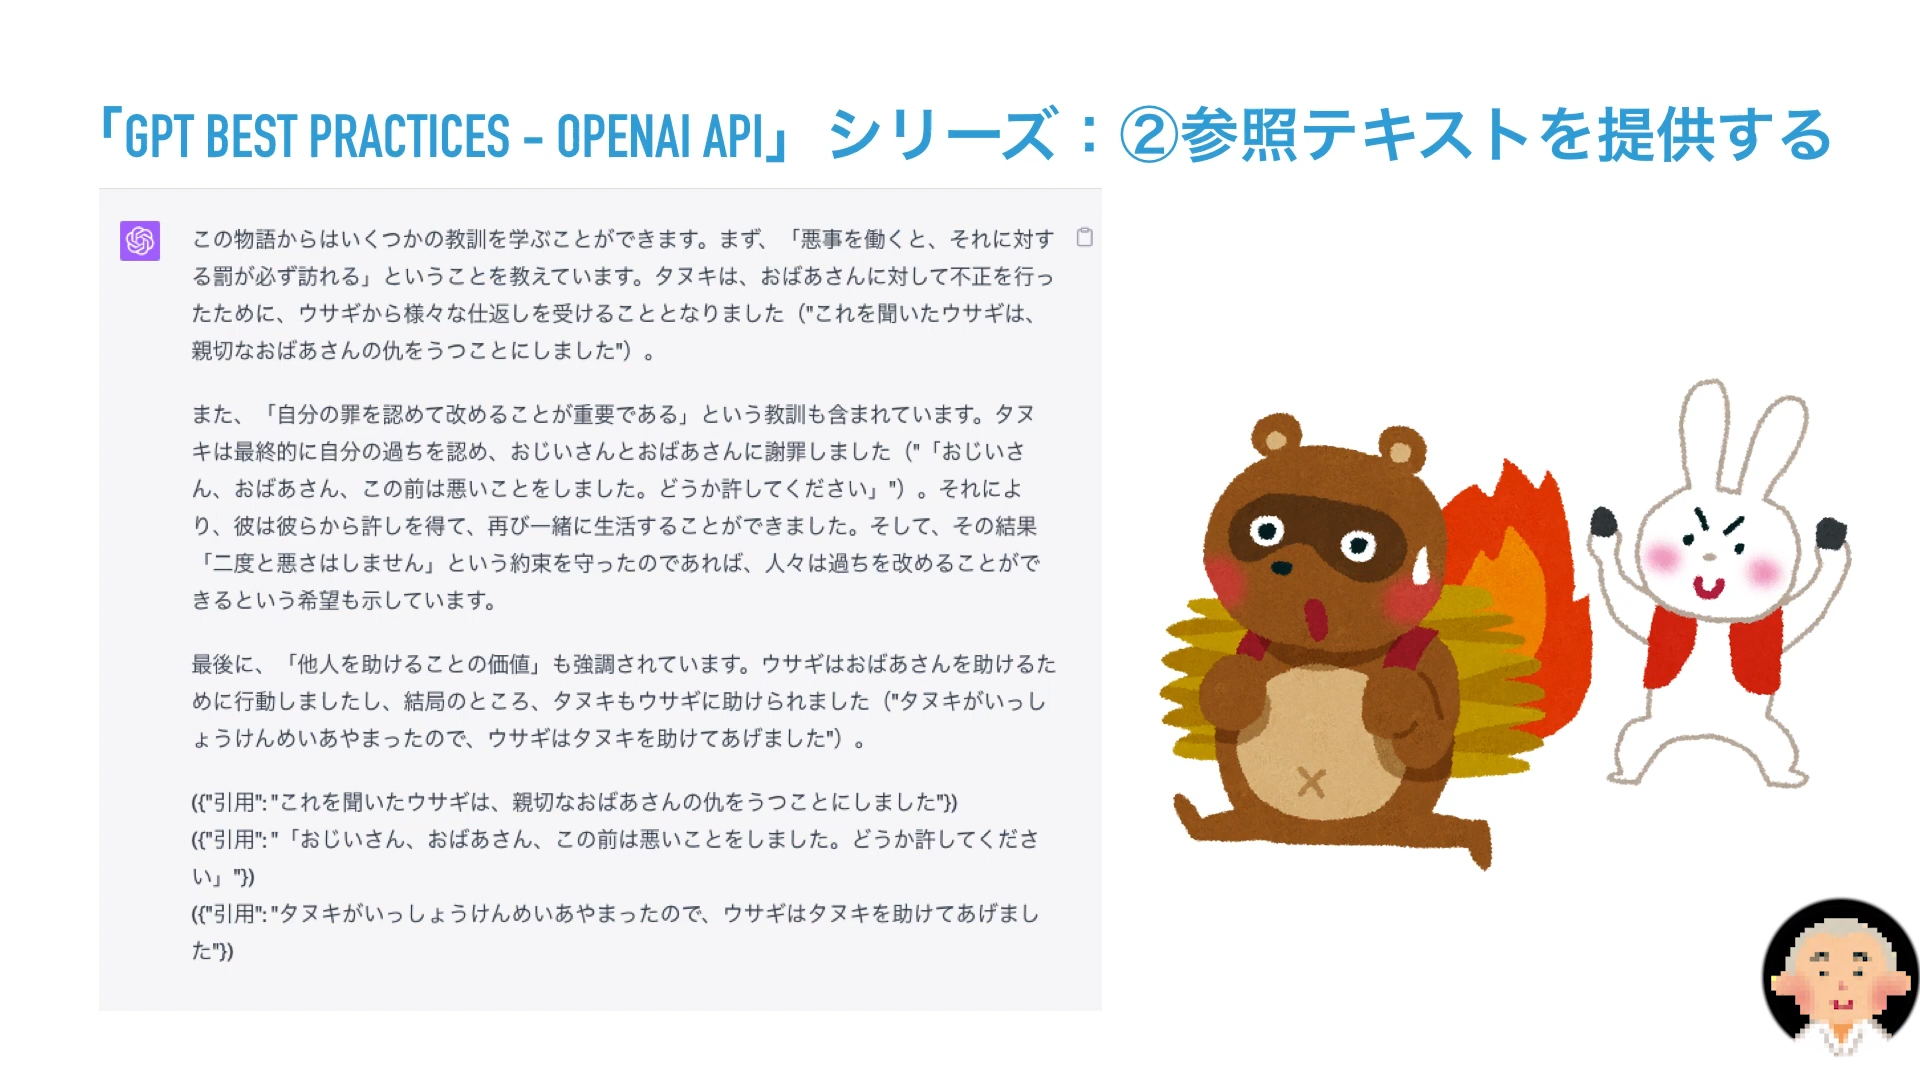 「GPT BEST PRACTICES - OPENAI API」 シリーズ：②参照テキストを提供する
この物語からはいくつかの教訓を学ぶことができます。まず、「悪事を働くと、それに対す
る罰が必ず訪れる」ということを教えています。タヌキは、おばあさんに対して不正を行っ
たために、ウサギから様々な仕返しを受けることとなりました（"これを聞いたウサギは、
親切なおばあさんの仇をうつことにしました"）。
また、「自分の罪を認めて改めることが重要である」という教訓も含まれています。タヌ
キは最終的に自分の過ちを認め、おじいさんとおばあさんに謝罪しました（"「おじいさ
ん、おばあさん、この前は悪いことをしました。どうか許してください」"）。それによ
り、彼は彼らから許しを得て、再び一緒に生活することができました。そして、その結果
「二度と悪さはしません」という約束を守ったのであれば、人々は過ちを改めることがで
きるという希望も示しています。
最後に、「他人を助けることの価値」も強調されています。ウサギはおばあさんを助けるた
めに行動しましたし、結局のところ、タヌキもウサギに助けられました（"タヌキがいっし
ょうけんめいあやまったので、ウサギはタヌキを助けてあげました"）。
({"引用": "これを聞いたウサギは、親切なおばあさんの仇をうつことにしました"})
({"引用": "「おじいさん、おばあさん、この前は悪いことをしました。どうか許してくださ
い」"})
({"引用": "タヌキがいっしょうけんめいあやまったので、ウサギはタヌキを助けてあげまし
た"})